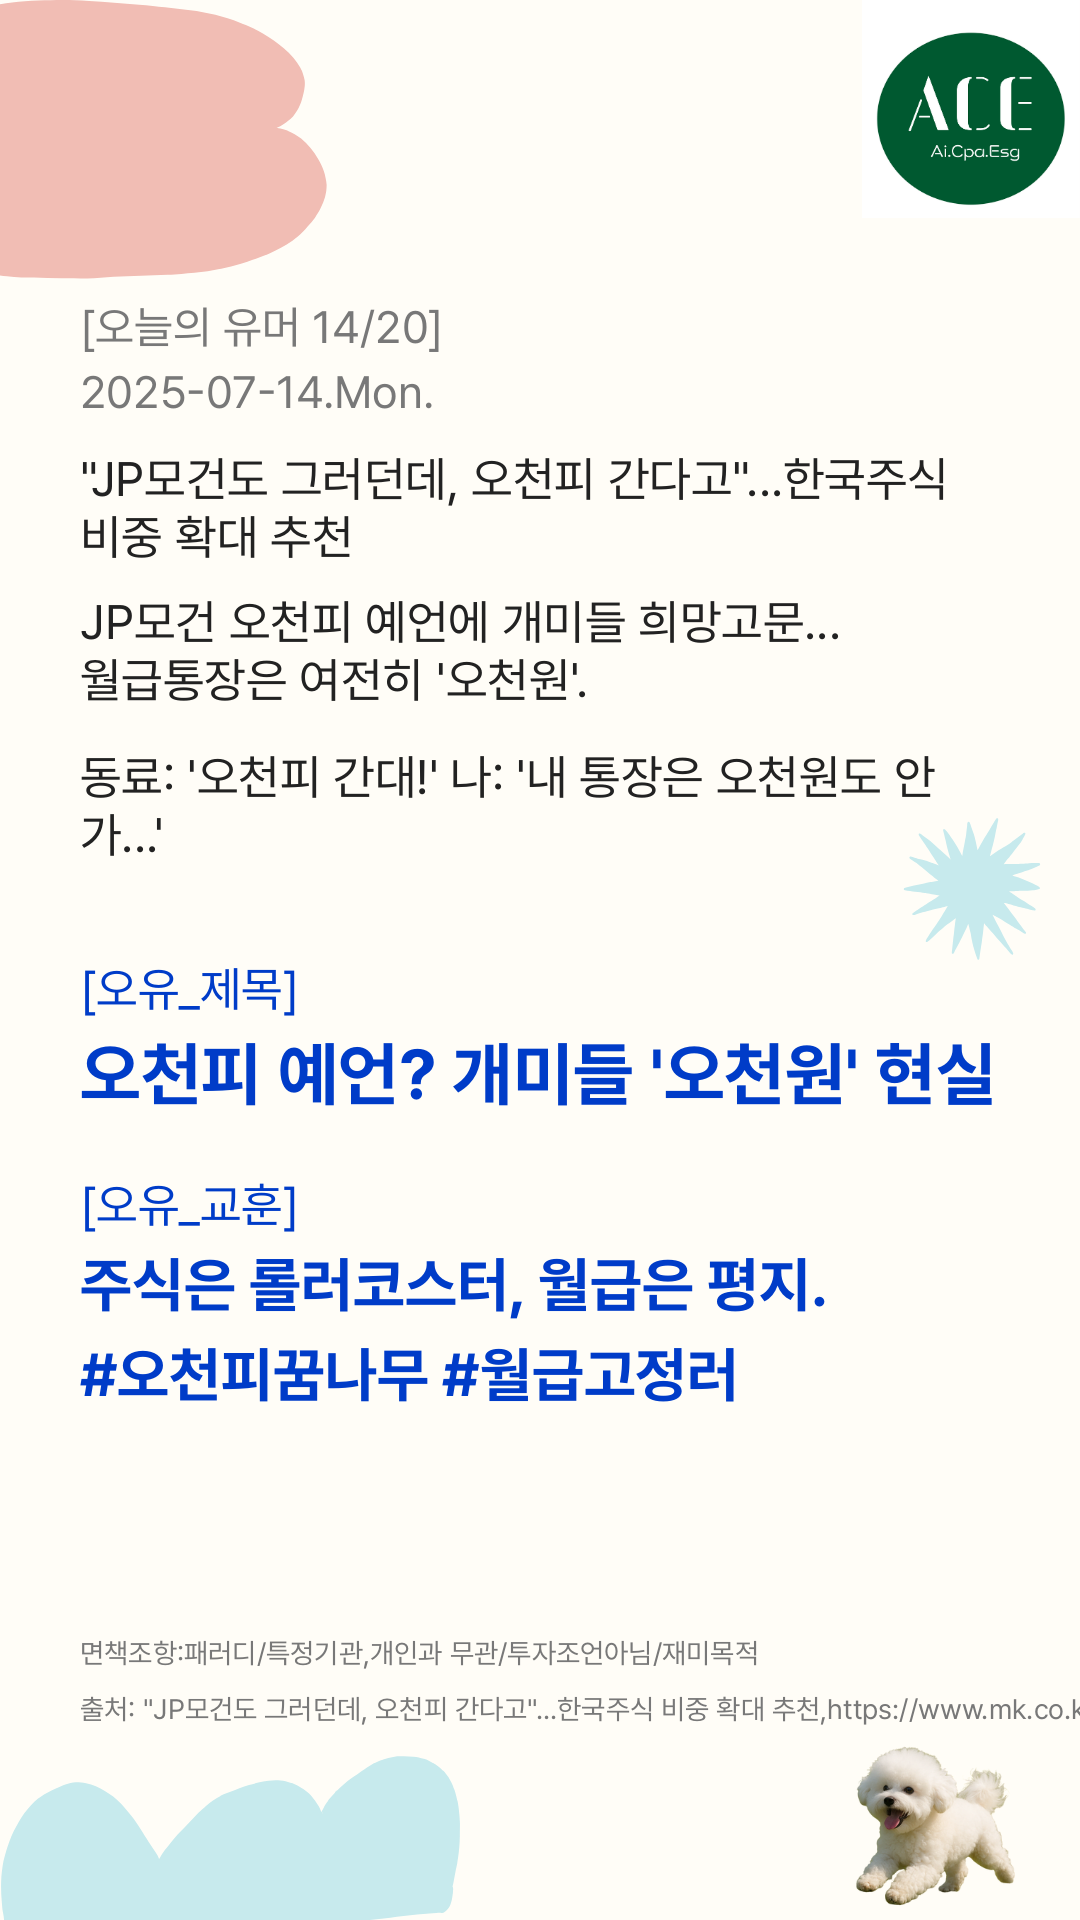 ACE
Ai.Cpa.Esg
[오늘의 유머 14/20]
2025-07-14.Mon.
"JP모건도 그러던데, 오천피 간다고"...한국주식
비중 확대 추천
JP모건 오천피 예언에 개미들 희망고문...
월급통장은 여전히 '오천원'.
동료: '오천피 간대!' 나: '내 통장은 오천원도 안
가...'
[오유_제목]
오천피 예언? 개미들 '오천원' 현실
[오유_교훈]
주식은 롤러코스터, 월급은 평지.
#오천피꿈나무 #월급고정러
면책조항:패러디/특정기관,개인과 무관/투자조언아님/재미목적
출처: "JP모건도 그러던데, 오천피 간다고"...한국주식 비중 확대 추천,https://www.mk.co.k